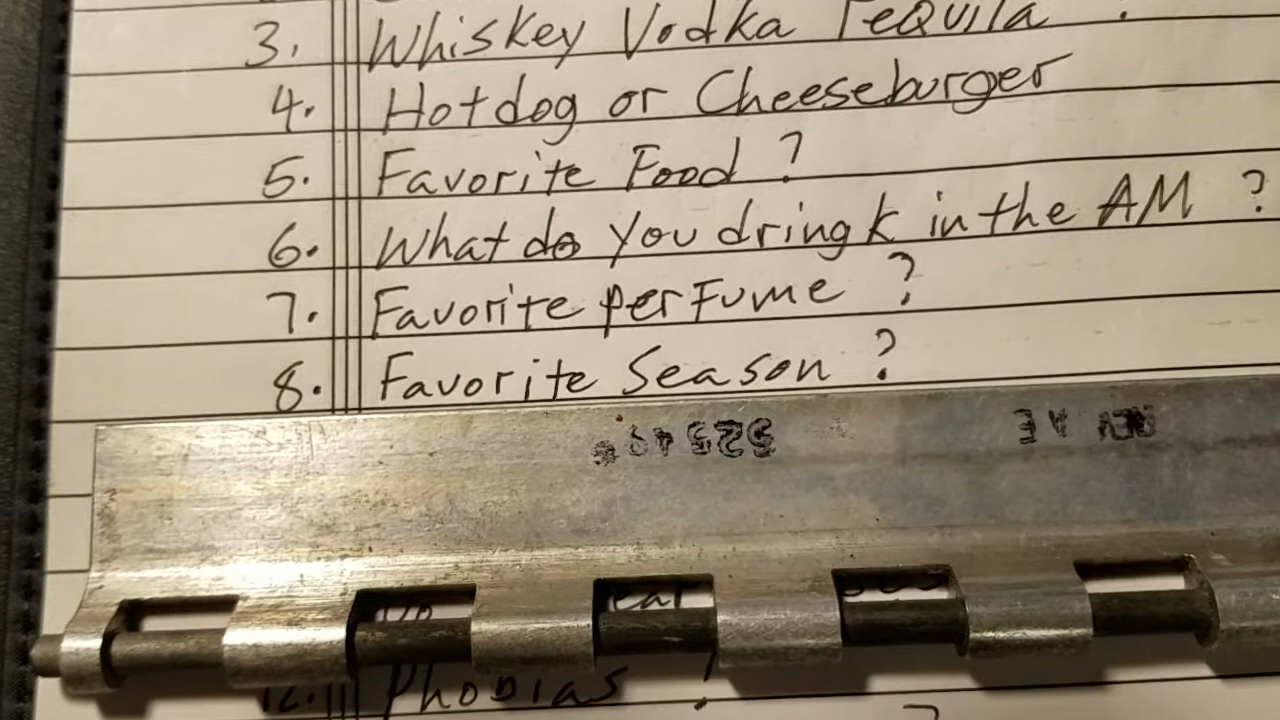 3. Whiskey Vodka Tequila ?
4. Hotdog or Cheeseburger
5. Favorite Food ?
6. What do you dringk in the AM ?
7. Favorite perfume ?
8. Favorite Season ?
12. Phobias ?